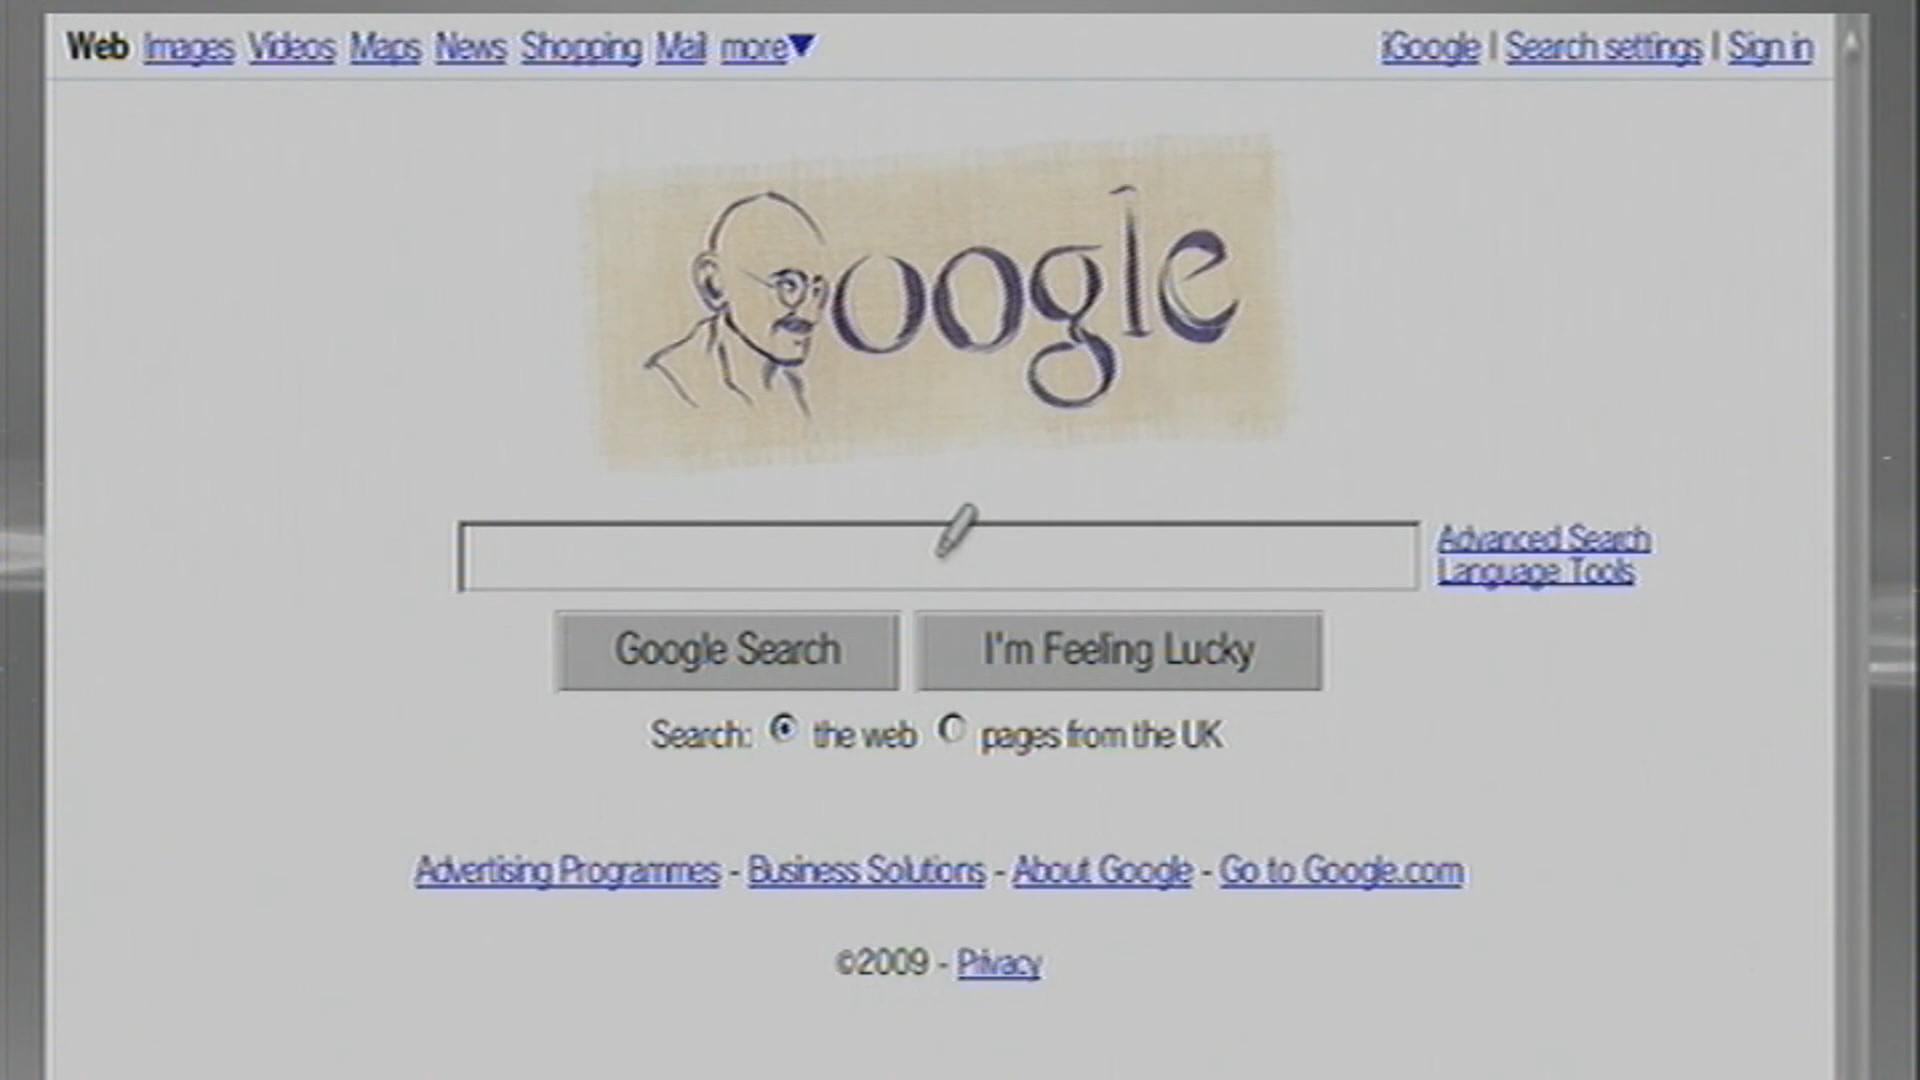 Web Images Videos Maps News Shopping Mail more▼
iGoogle | Search settings | Sign in
oogle
Advanced Search
Language Tools
Google Search
I'm Feeling Lucky
Search: the web pages from the UK
Advertising Programmes - Business Solutions - About Google - Go to Google.com
©2009 - Privacy